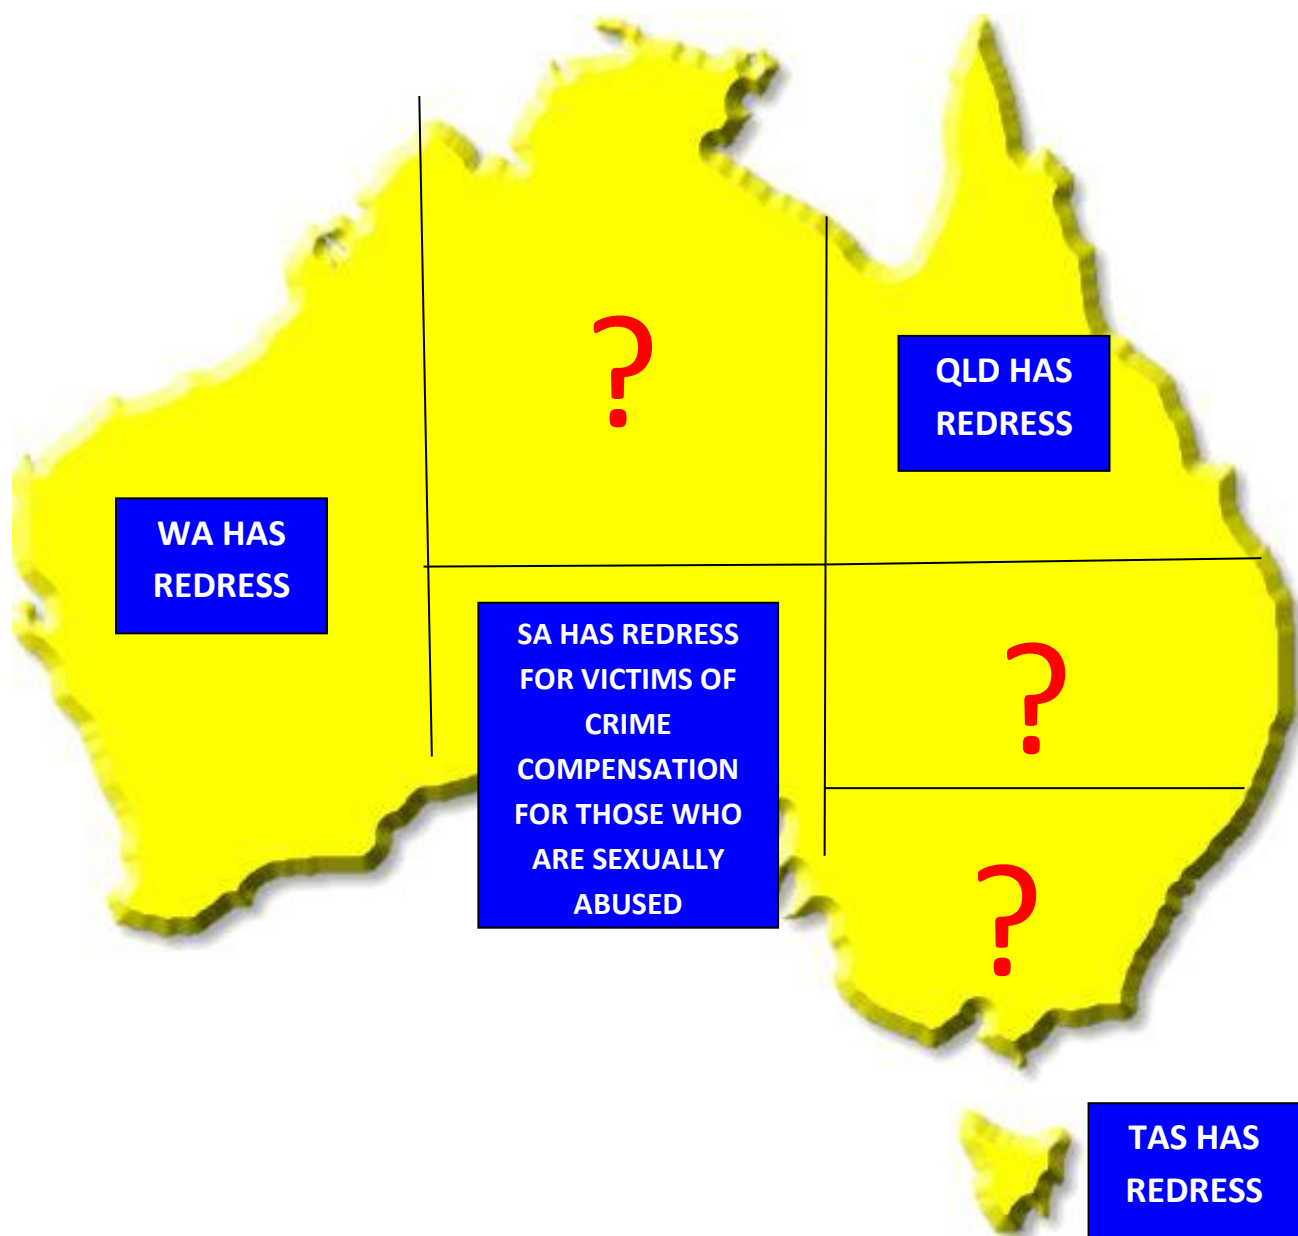 ?
QLD HAS
REDRESS
WA HAS
REDRESS
SA HAS REDRESS
FOR VICTIMS OF
CRIME
COMPENSATION
FOR THOSE WHO
ARE SEXUALLY
ABUSED
?
?
TAS HAS
REDRESS